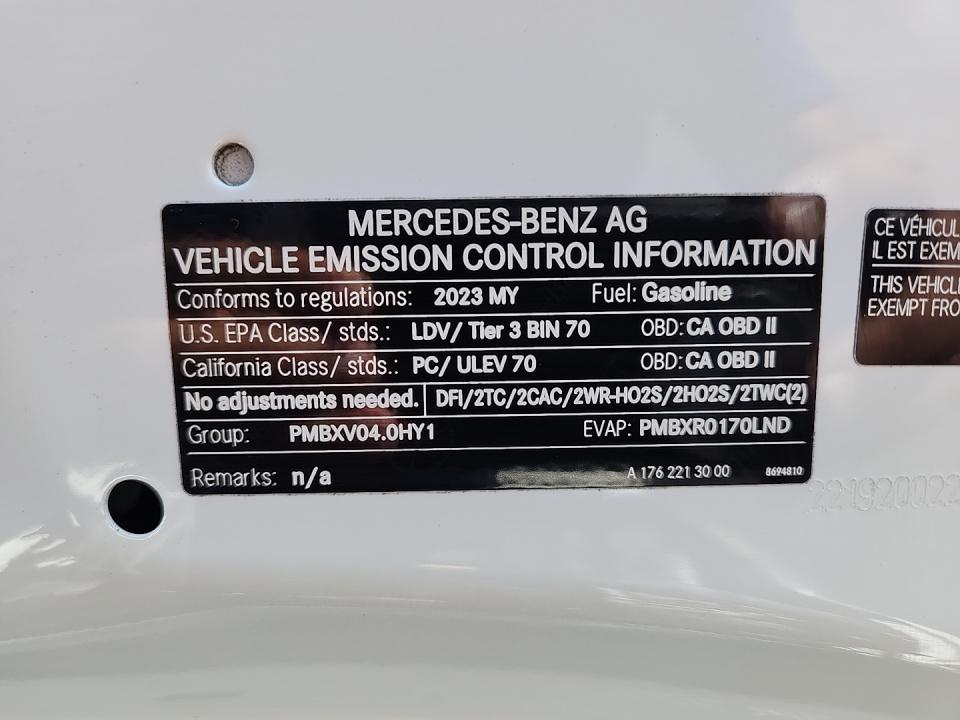 MERCEDES-BENZ AG
VEHICLE EMISSION CONTROL INFORMATION
Conforms to regulations: 2023 MY Fuel: Gasoline
U.S. EPA Class/ stds.: LDV/ Tier 3 BIN 70 OBD: CA OBD II
California Class/ stds.: PC/ ULEV 70 OBD: CA OBD II
No adjustments needed. DFI/2TC/2CAC/2WR-HO2S/2HO2S/2TWC(2)
Group: PMBXV04.0HY1 EVAP: PMBXR0170LND
Remarks: n/a A 176 221 30 00 8694810
CE VÉHICUL
IL EST EXEM
THIS VEHICLE
EXEMPT FRO